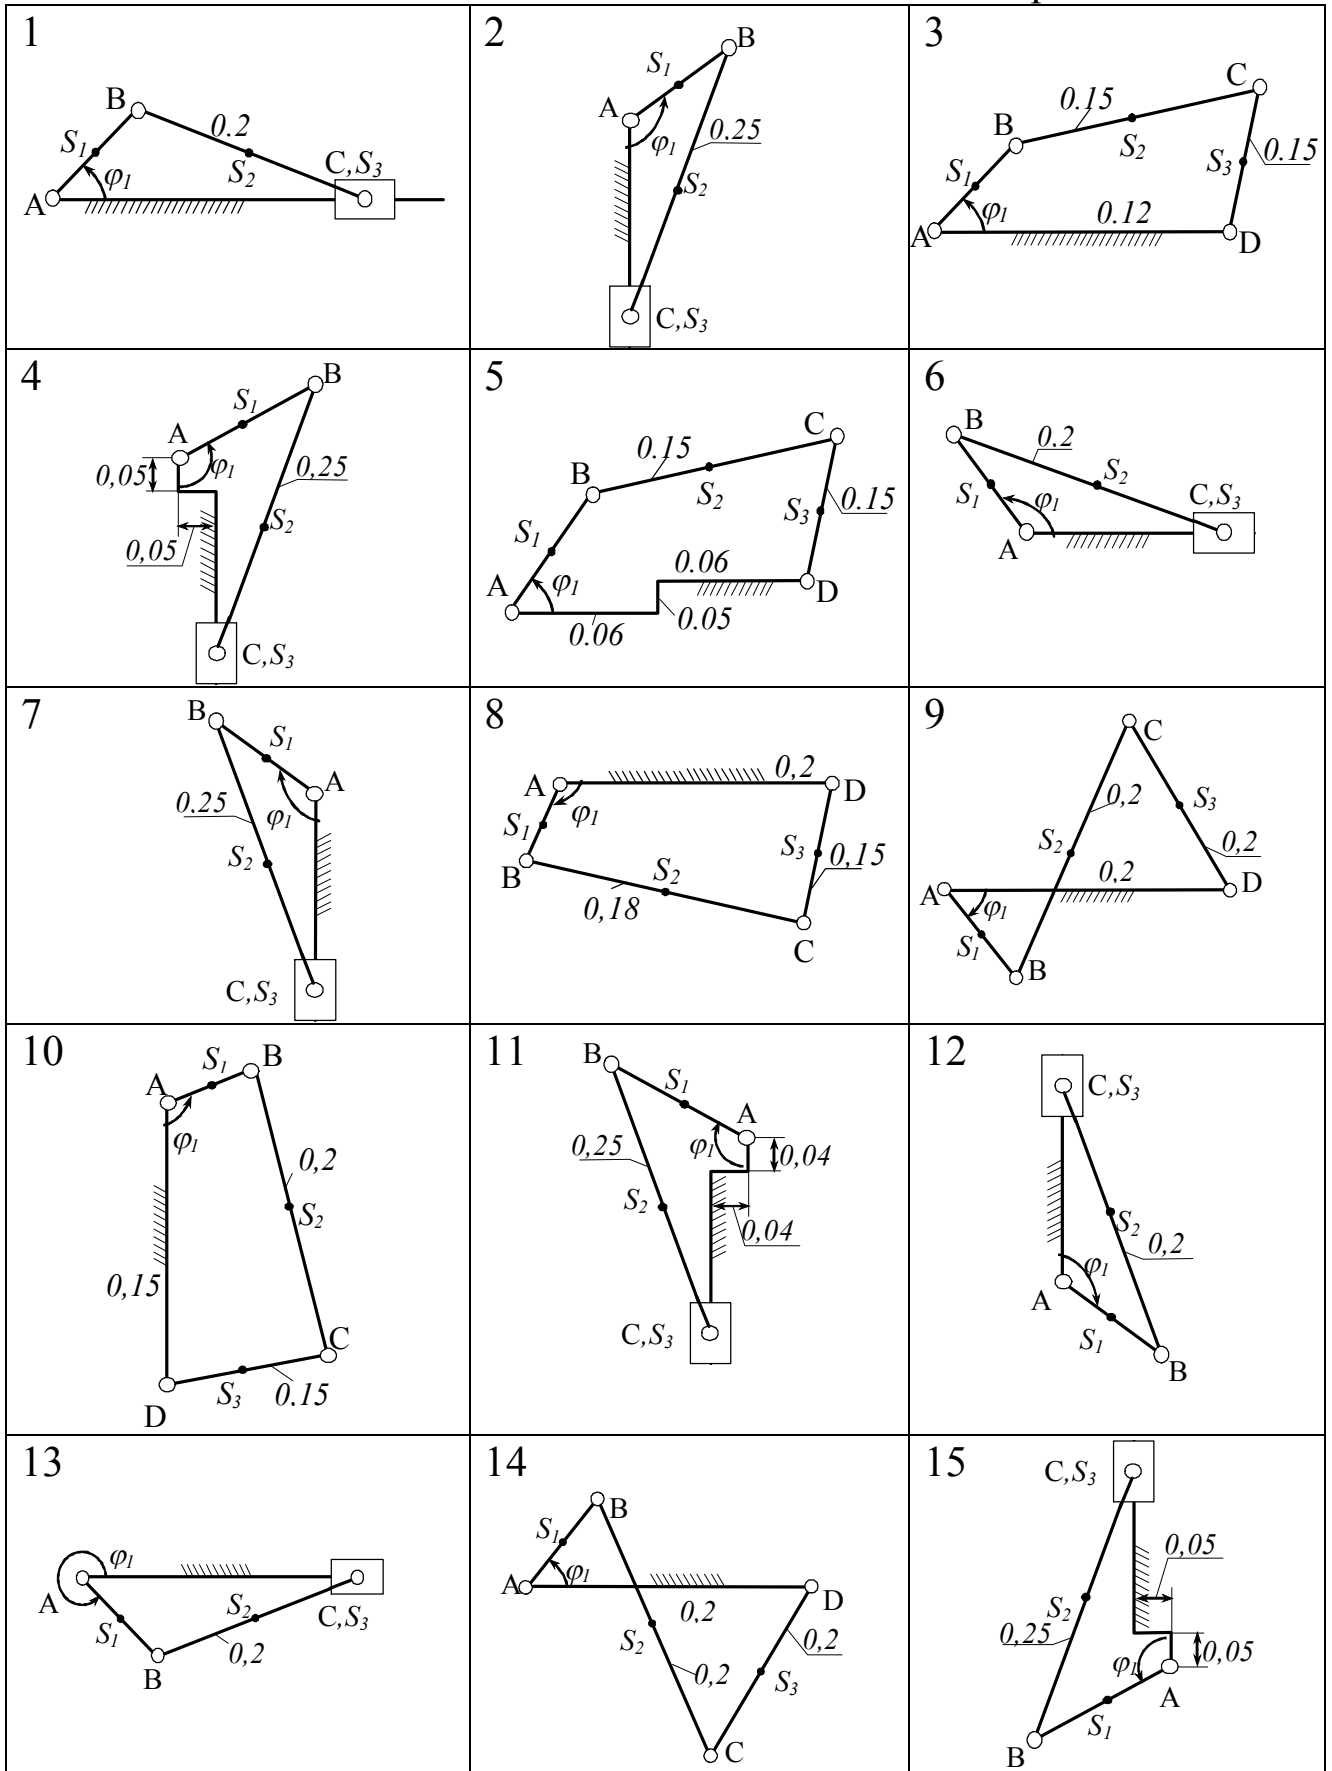 1
B
S1
0.2
φ1
S2
C,S3
A
2
B
S1
A
φ1
0.25
S2
C,S3
3
C
0.15
B
S2
S3
0.15
S1
φ1
0.12
A
D
4
B
S1
A
0,05
φ1
0,25
S2
0,05
C,S3
5
C
0.15
B
S2
S3
0.15
S1
0.06
A
φ1
D
0.06
0.05
6
B
0.2
S1
S2
C,S3
φ1
A
7
B
S1
A
0.25
φ1
S2
C,S3
8
A
0,2
D
φ1
S1
B
S2
S3
0,15
0,18
C
9
C
0,2
S3
S2
0,2
0,2
A
D
φ1
S1
B
10
S1
B
A
φ1
0,2
S2
0,15
C
S3
0.15
D
11
B
S1
A
0,25
φ1
0,04
S2
0,04
C,S3
12
C,S3
S2
0,2
φ1
A
S1
B
13
φ1
A
S1
S2
C,S3
B
0,2
14
B
S1
φ1
A
0,2
D
S2
0,2
0,2
S3
C
15
C,S3
0,05
S2
0,25
φ1
0,05
A
S1
B